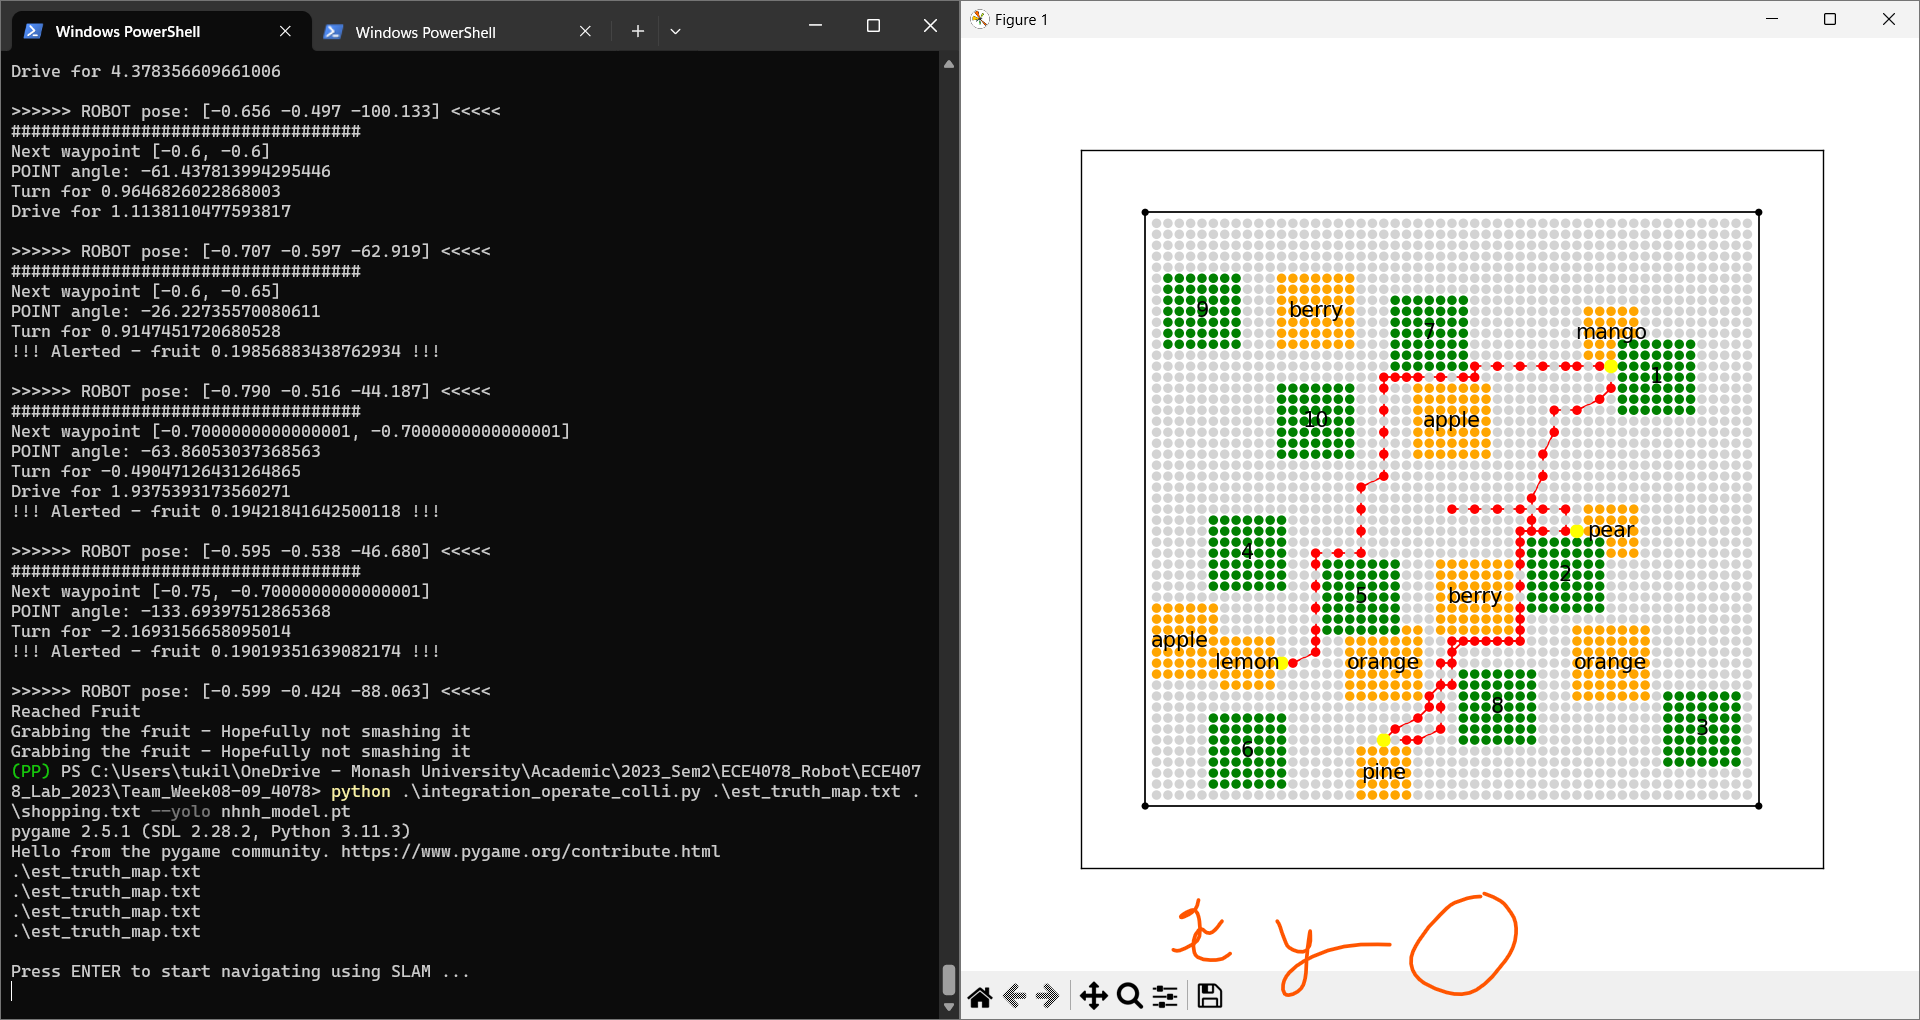 Windows PowerShell
Windows PowerShell
Drive for 4.378356609661006
>>>>>> ROBOT pose: [-0.656 -0.497 -100.133] <<<<<
###################################
Next waypoint [-0.6, -0.6]
POINT angle: -61.437813994295446
Turn for 0.9646826022868003
Drive for 1.1138110477593817
>>>>>> ROBOT pose: [-0.707 -0.597 -62.919] <<<<<
###################################
Next waypoint [-0.6, -0.65]
POINT angle: -26.22735570080611
Turn for 0.9147451720680528
!!! Alerted - fruit 0.19856883438762934 !!!
>>>>>> ROBOT pose: [-0.790 -0.516 -44.187] <<<<<
###################################
Next waypoint [-0.7000000000000001, -0.7000000000000001]
POINT angle: -63.86053037368563
Turn for -0.49047126431264865
Drive for 1.9375393173560271
!!! Alerted - fruit 0.19421841642500118 !!!
>>>>>> ROBOT pose: [-0.595 -0.538 -46.680] <<<<<
###################################
Next waypoint [-0.75, -0.7000000000000001]
POINT angle: -133.69397512865368
Turn for -2.1693156658095014
!!! Alerted - fruit 0.19019351639082174 !!!
>>>>>> ROBOT pose: [-0.599 -0.424 -88.063] <<<<<
Reached Fruit
Grabbing the fruit - Hopefully not smashing it
Grabbing the fruit - Hopefully not smashing it
(PP) PS C:\Users\tukil\OneDrive - Monash University\Academic\2023_Sem2\ECE4078_Robot\ECE407
8_Lab_2023\Team_Week08-09_4078> python .\integration_operate_colli.py .\est_truth_map.txt .
\shopping.txt --yolo nhnh_model.pt
pygame 2.5.1 (SDL 2.28.2, Python 3.11.3)
Hello from the pygame community. https://www.pygame.org/contribute.html
.\est_truth_map.txt
.\est_truth_map.txt
.\est_truth_map.txt
.\est_truth_map.txt
Press ENTER to start navigating using SLAM ...
Figure 1
9
berry
7
mango
1
10
apple
4
pear
2
5
berry
apple
lemon
orange
orange
8
3
6
pine
x y - O